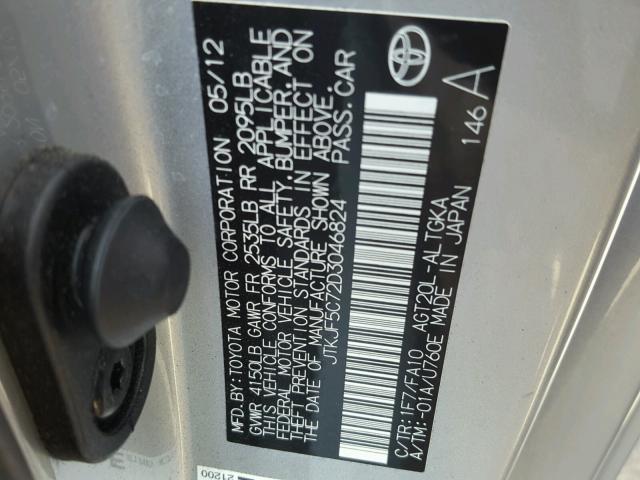 MFD. BY: TOYOTA MOTOR CORPORATION 05/12
GVWR 4150LB GAWR FR 2535LB RR 2095LB
THIS VEHICLE CONFORMS TO ALL APPLICABLE
FEDERAL MOTOR VEHICLE SAFETY, BUMPER, AND
THEFT PREVENTION STANDARDS IN EFFECT ON
THE DATE OF MANUFACTURE SHOWN ABOVE.
JTKJF5C72D3046824 PASS. CAR
C/TR: 1F7/FA10 AGT20L-ALTGKA
A/TM: -01A/U760E MADE IN JAPAN
146 A
21200